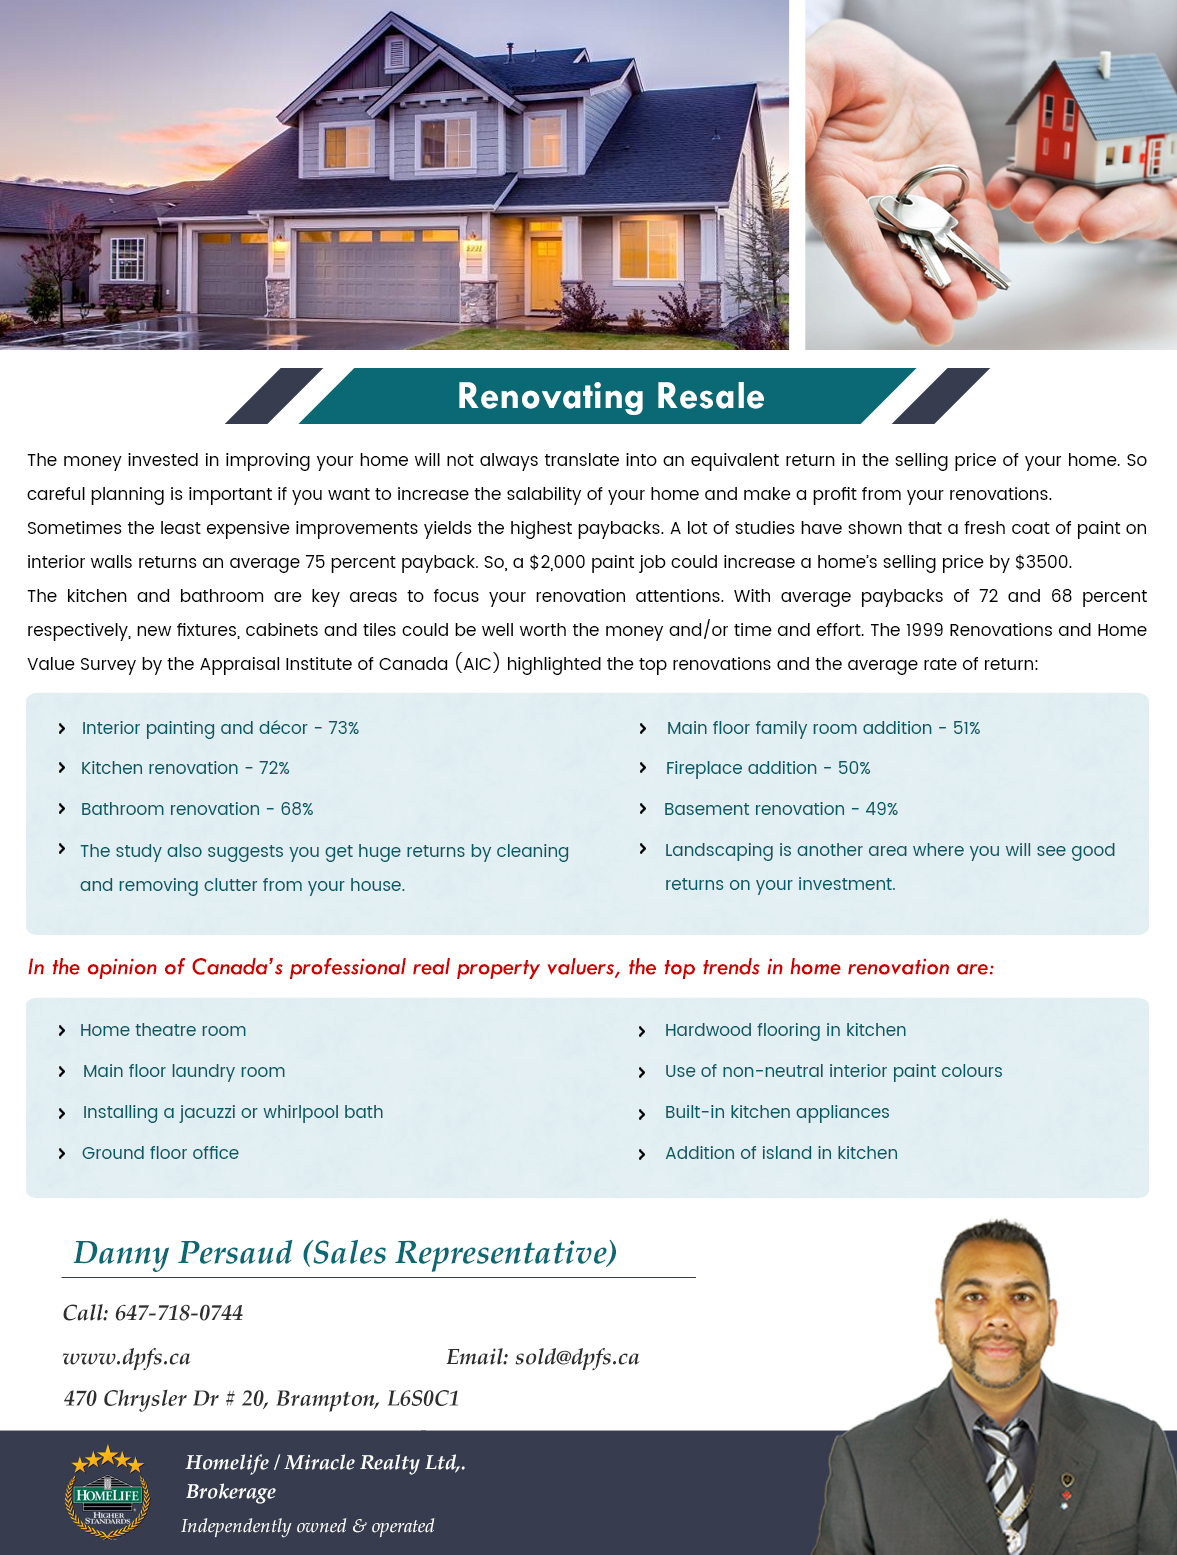 Renovating Resale
The money invested in improving your home will not always translate into an equivalent return in the selling price of your home. So
careful planning is important if you want to increase the salability of your home and make a profit from your renovations.
Sometimes the least expensive improvements yields the highest paybacks. A lot of studies have shown that a fresh coat of paint on
interior walls returns an average 75 percent payback. So, a $2,000 paint job could increase a home's selling price by $3500.
The kitchen and bathroom are key areas to focus your renovation attentions. With average paybacks of 72 and 68 percent
respectively, new fixtures, cabinets and tiles could be well worth the money and/or time and effort. The 1999 Renovations and Home
Value Survey by the Appraisal Institute of Canada (AIC) highlighted the top renovations and the average rate of return:
Interior painting and décor - 73%
Kitchen renovation - 72%
Bathroom renovation - 68%
The study also suggests you get huge returns by cleaning
and removing clutter from your house.
Main floor family room addition - 51%
Fireplace addition - 50%
Basement renovation - 49%
Landscaping is another area where you will see good
returns on your investment.
In the opinion of Canada's professional real property valuers, the top trends in home renovation are:
Home theatre room
Main floor laundry room
Installing a jacuzzi or whirlpool bath
Ground floor office
Hardwood flooring in kitchen
Use of non-neutral interior paint colours
Built-in kitchen appliances
Addition of island in kitchen
Danny Persaud (Sales Representative)
Call: 647-718-0744
www.dpfs.ca
Email: sold@dpfs.ca
470 Chrysler Dr # 20, Brampton, L6S0C1
HOMELIFE
HIGHER
STANDARDS
Homelife / Miracle Realty Ltd,.
Brokerage
Independently owned & operated